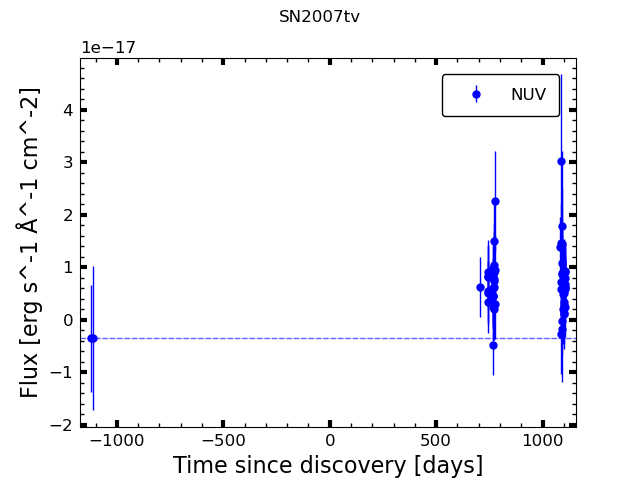 SN2007tv
1e−17
NUV
4
3
2
1
0
−1
−2
Flux [erg s^-1 Å^-1 cm^-2]
−1000
−500
0
500
1000
Time since discovery [days]